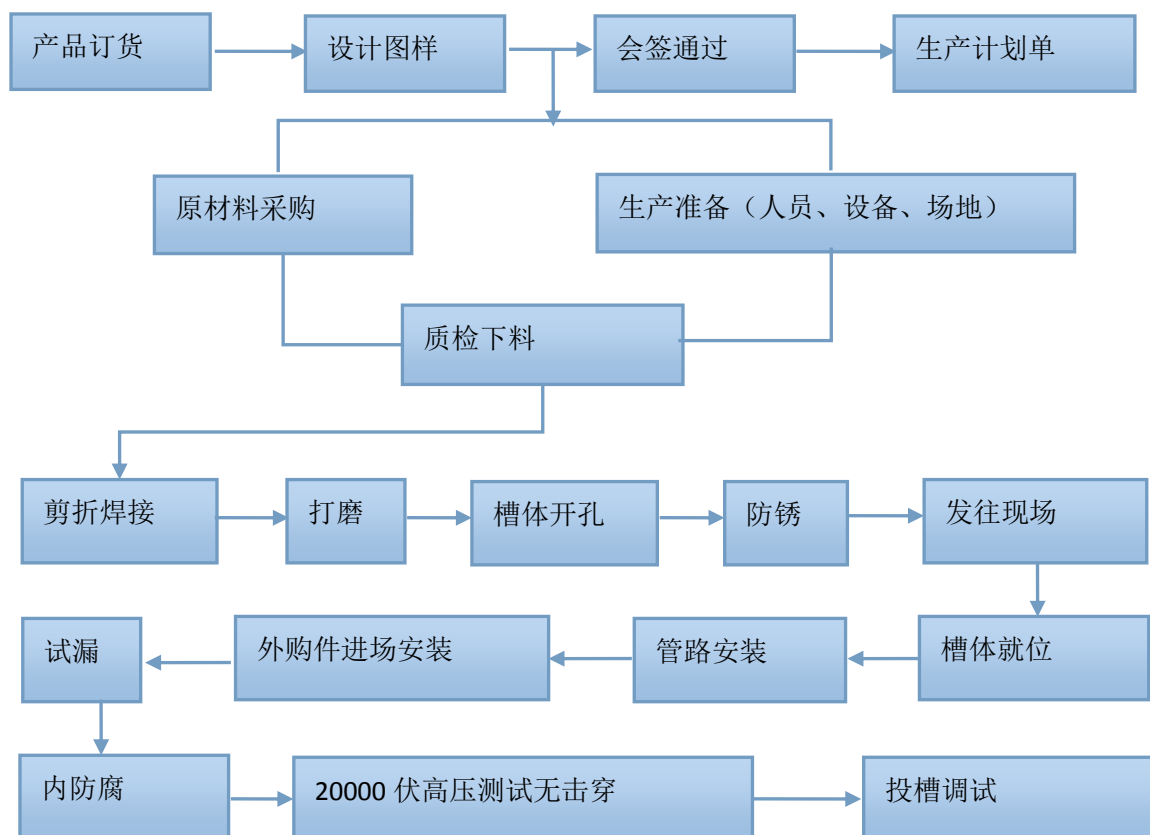 产品订货
设计图样
会签通过
生产计划单
原材料采购
生产准备（人员、设备、场地）
质检下料
剪折焊接
打磨
槽体开孔
防锈
发往现场
试漏
外购件进场安装
管路安装
槽体就位
内防腐
20000 伏高压测试无击穿
投槽调试